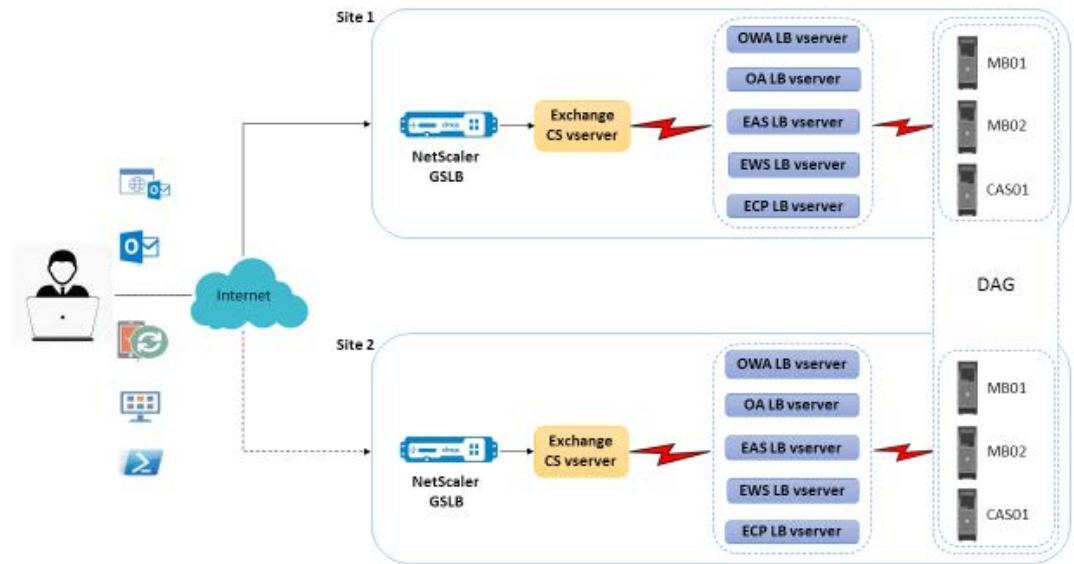 Site 1
OWA LB vserver
OA LB vserver
EAS LB vserver
EWS LB vserver
ECP LB vserver
Exchange
CS vserver
NetScaler
GSLB
MB01
MB02
CAS01
Internet
DAG
Site 2
OWA LB vserver
OA LB vserver
EAS LB vserver
EWS LB vserver
ECP LB vserver
Exchange
CS vserver
NetScaler
GSLB
MB01
MB02
CAS01